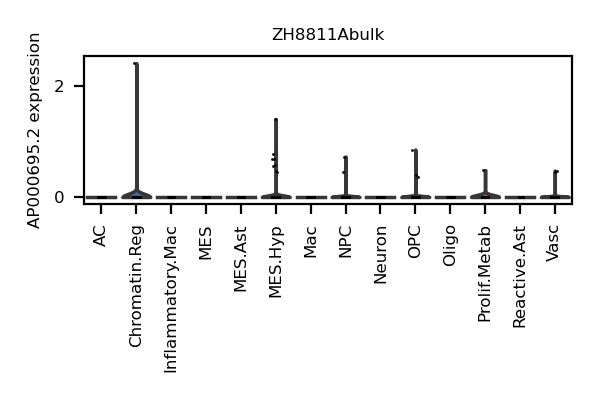 ZH8811Abulk
AP000695.2 expression
2
0
AC
Chromatin.Reg
Inflammatory.Mac
MES
MES.Ast
MES.Hyp
Mac
NPC
Neuron
OPC
Oligo
Prolif.Metab
Reactive.Ast
Vasc